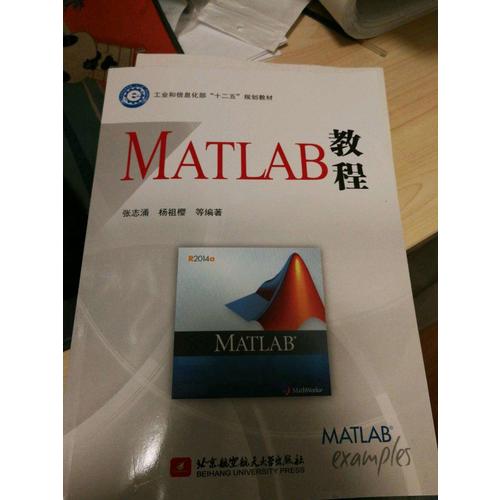 工业和信息化部“十二五”规划教材
MATLAB教程
张志涌 杨祖樱 等编著
R2014a
MATLAB®
MathWorks
北京航空航天大学出版社
BEIHANG UNIVERSITY PRESS
MATLAB®
examples